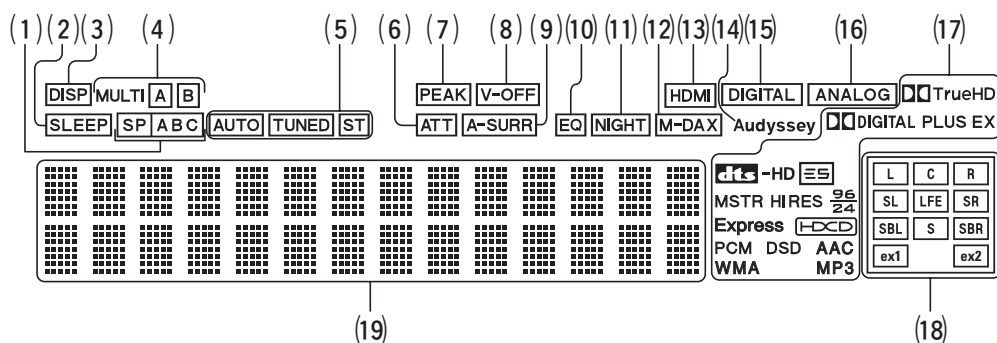 (1) (2) (3) (4) (5) (6) (7) (8) (9) (10) (11) (12) (13) (14) (15) (16) (17)
DISP MULTI A B PEAK V-OFF HDMI DIGITAL ANALOG TrueHD
SLEEP SP A B C AUTO TUNED ST ATT A-SURR EQ NIGHT M-DAX Audyssey DIGITAL PLUS EX
dts -HD ES
MSTR HI RES 96/24
Express HDCD
PCM DSD AAC
WMA MP3
L C R
SL LFE SR
SBL S SBR
ex1 ex2
(19) (18)